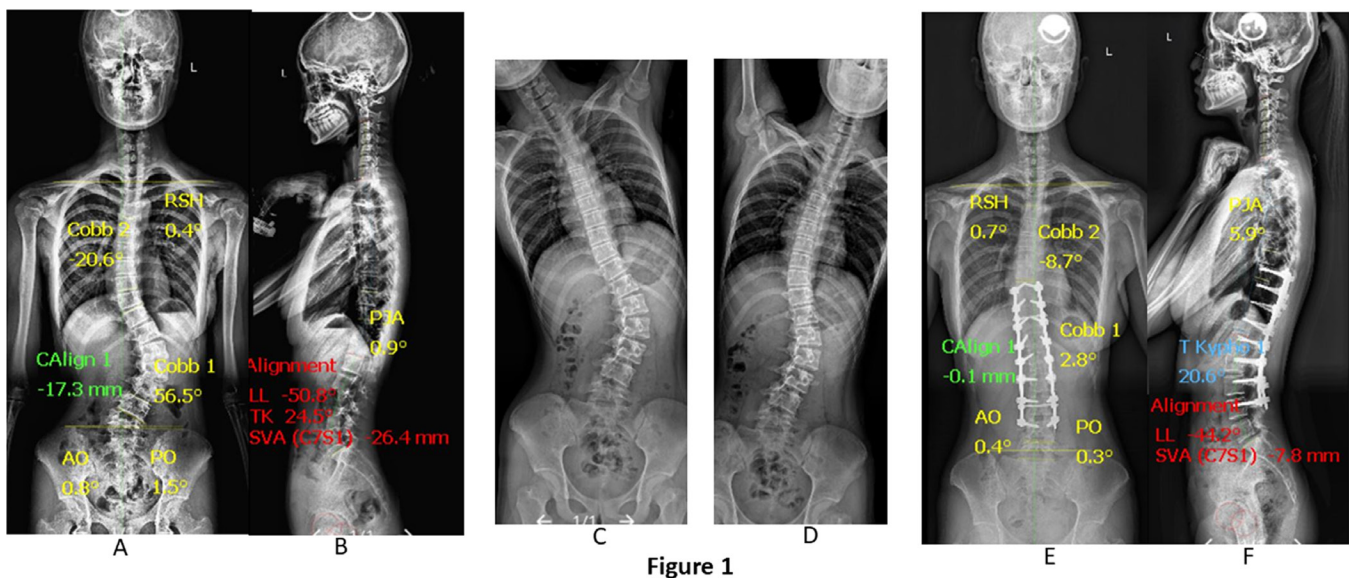 L
RSH
0.4°
Cobb 2
-20.6°
CAlign 1
-17.3 mm
Cobb 1
56.5°
AO
0.8°
PO
1.5°
A
L
PJA
0.9°
Alignment
LL -50.8°
TK 24.5°
SVA (C7S1) -26.4 mm
B
1/1
C
D
L
RSH
0.7°
Cobb 2
-8.7°
CAlign 1
-0.1 mm
Cobb 1
2.8°
AO
0.4°
PO
0.3°
E
L
PJA
5.9°
T Kypho 1
20.6°
Alignment
LL -44.2°
SVA (C7S1) -7.8 mm
F
Figure 1